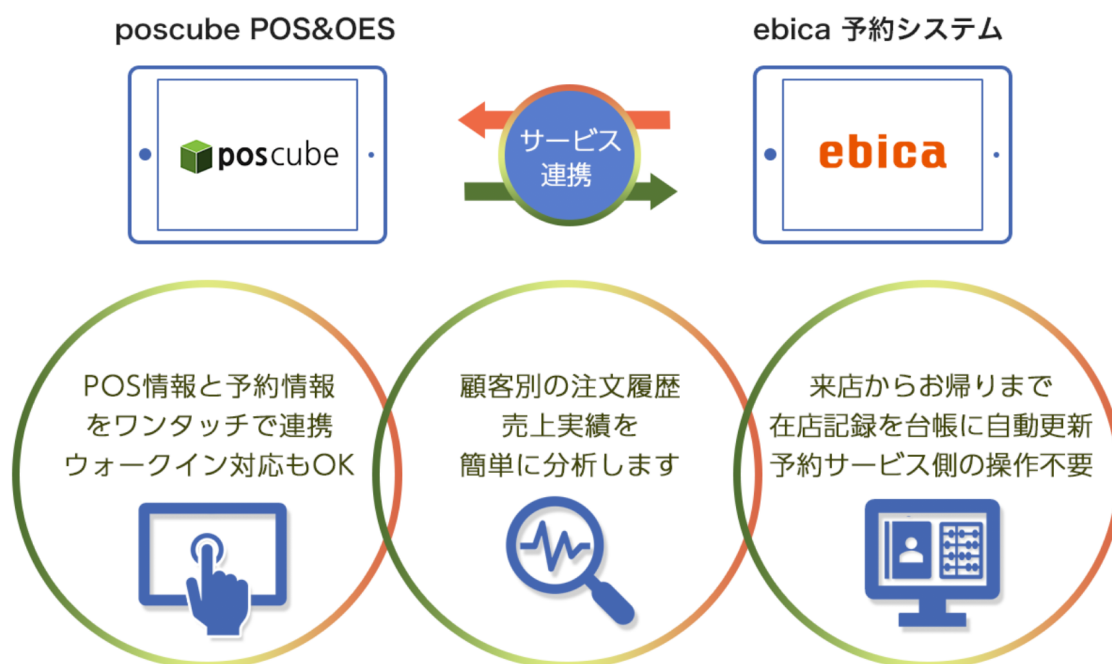 poscube POS&OES
ebica 予約システム
poscube
サービス
連携
ebica
POS情報と予約情報
をワンタッチで連携
ウォークイン対応もOK
顧客別の注文履歴
売上実績を
簡単に分析します
来店からお帰りまで
在店記録を台帳に自動更新
予約サービス側の操作不要